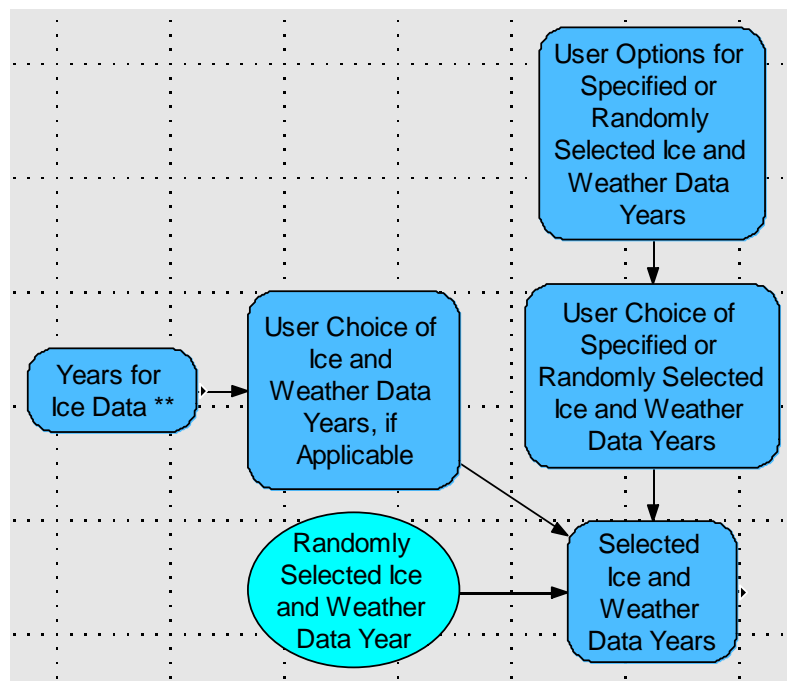 User Options for
Specified or
Randomly
Selected Ice and
Weather Data
Years
User Choice of
Specified or
Randomly Selected
Ice and Weather
Data Years
User Choice of
Ice and
Weather Data
Years, if
Applicable
Years for
Ice Data **
Randomly
Selected Ice
and Weather
Data Year
Selected
Ice and
Weather
Data Years